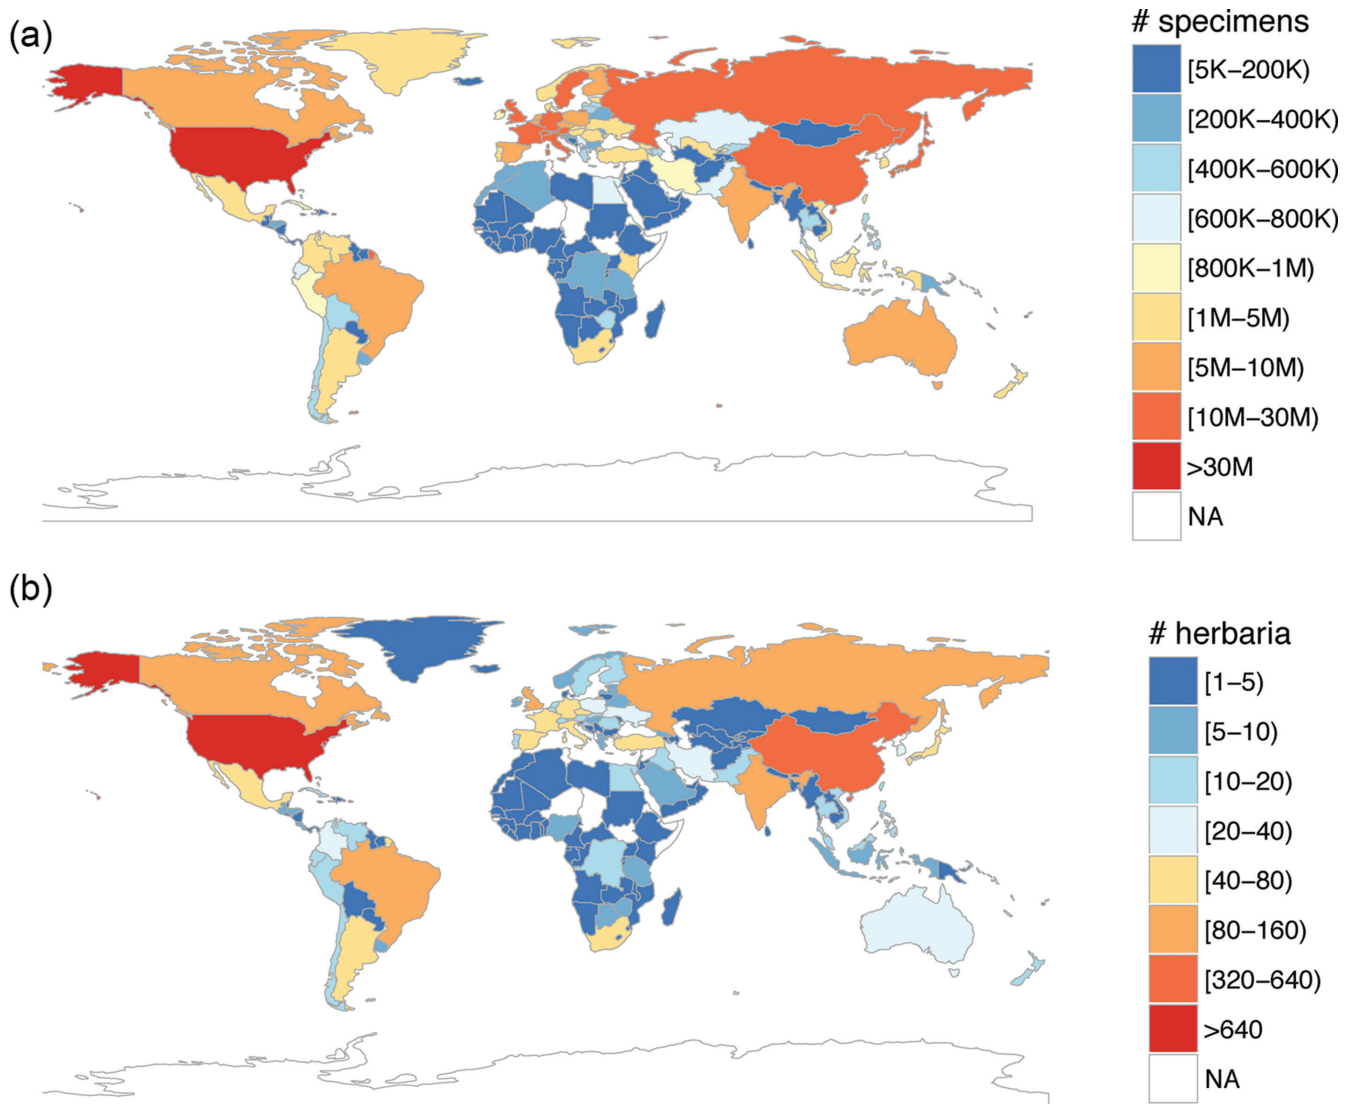 (a)
# specimens
[5K–200K)
[200K–400K)
[400K–600K)
[600K–800K)
[800K–1M)
[1M–5M)
[5M–10M)
[10M–30M)
>30M
NA
(b)
# herbaria
[1–5)
[5–10)
[10–20)
[20–40)
[40–80)
[80–160)
[320–640)
>640
NA